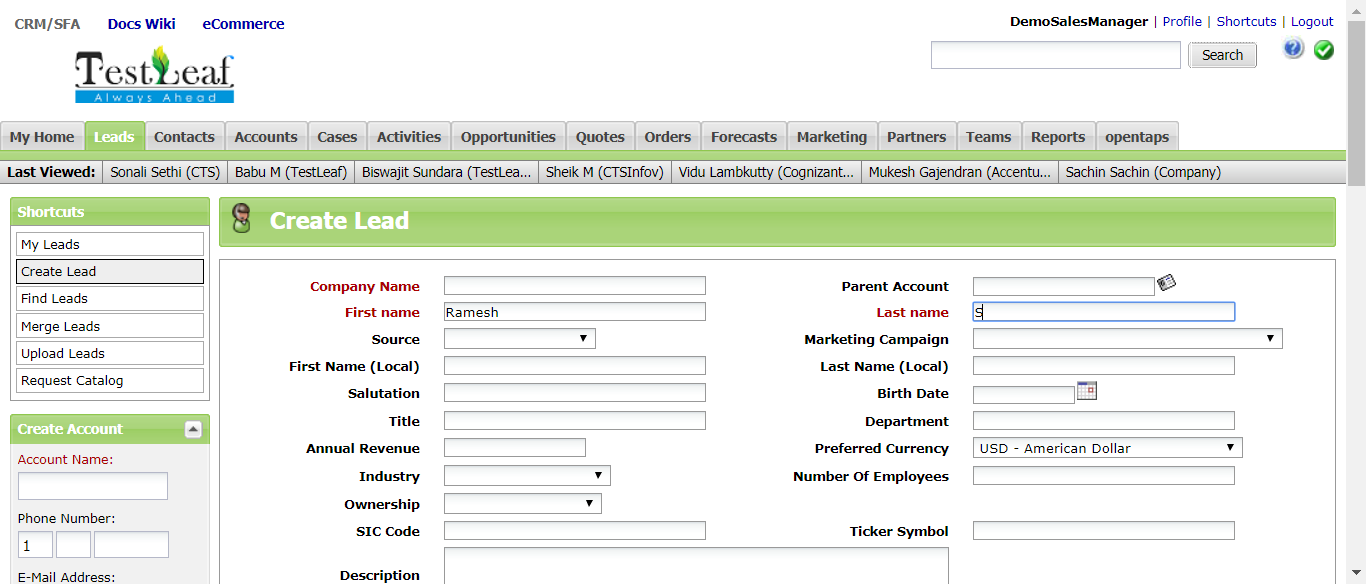 CRM/SFA Docs Wiki eCommerce
DemoSalesManager | Profile | Shortcuts | Logout
TestLeaf
Always Ahead
Search
My Home Leads Contacts Accounts Cases Activities Opportunities Quotes Orders Forecasts Marketing Partners Teams Reports opentaps
Last Viewed: Sonali Sethi (CTS) Babu M (TestLeaf) Biswajit Sundara (TestLea... Sheik M (CTSInfov) Vidu Lambkutty (Cognizant... Mukesh Gajendran (Accentu... Sachin Sachin (Company)
Shortcuts
My Leads
Create Lead
Find Leads
Merge Leads
Upload Leads
Request Catalog
Create Account
Account Name:
Phone Number:
1
E-Mail Address:
Create Lead
Company Name Parent Account
First name Ramesh Last name S
Source Marketing Campaign
First Name (Local) Last Name (Local)
Salutation Birth Date
Title Department
Annual Revenue Preferred Currency USD - American Dollar
Industry Number Of Employees
Ownership
SIC Code Ticker Symbol
Description